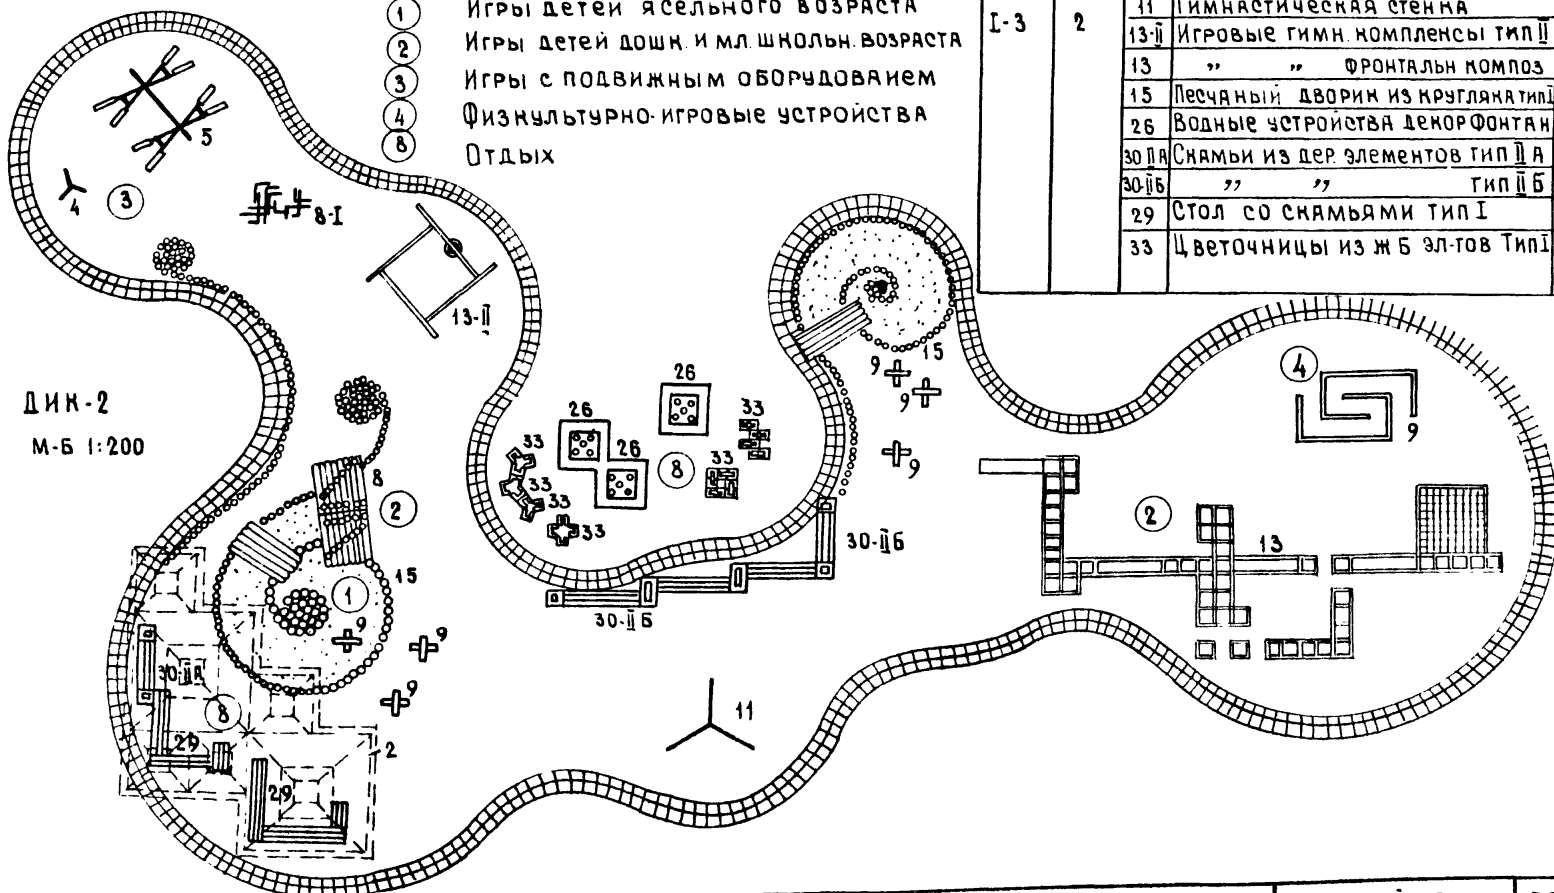 1 Игры детей ясельного возраста
2 Игры детей дошк. и мл. школьн. возраста
3 Игры с подвижным оборудованием
4 Физкультурно-игровые устройства
8 Отдых
I-3 2
11 Гимнастическая стенка
13-II Игровые гимн. комплексы тип II
13 „ „ фронтальн композ
15 Песчаный дворик из кругляка тип I
26 Водные устройства декор фонтан
30 IIА Скамьи из дер. элементов тип II А
30-IIБ „ „ тип II Б
29 Стол со скамьями тип I
33 Цветочницы из жб эл-тов Тип I
5
4
3
8-I
13-II
15
9
9
9
4
9
26
26
26
33
33
33
33
33
33
8
ДИК-2
М-Б 1:200
8
2
2
13
30-IIБ
15
1
9
9
9
30-IIБ
30-IIА
8
29
2
29
11